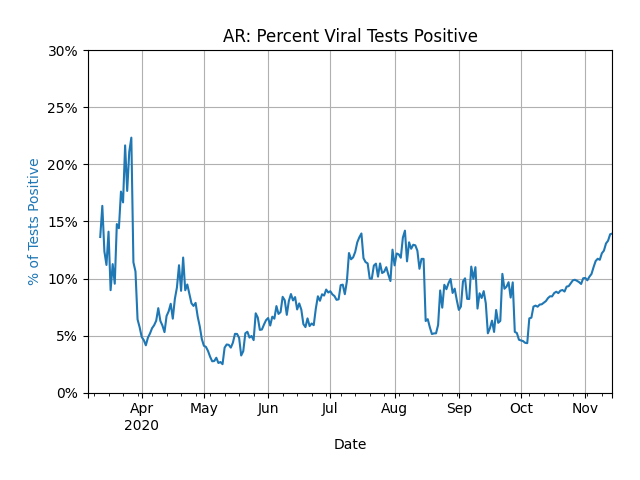 AR: Percent Viral Tests Positive
30%
25%
20%
15%
10%
5%
0%
% of Tests Positive
Apr May Jun Jul Aug Sep Oct Nov
2020
Date